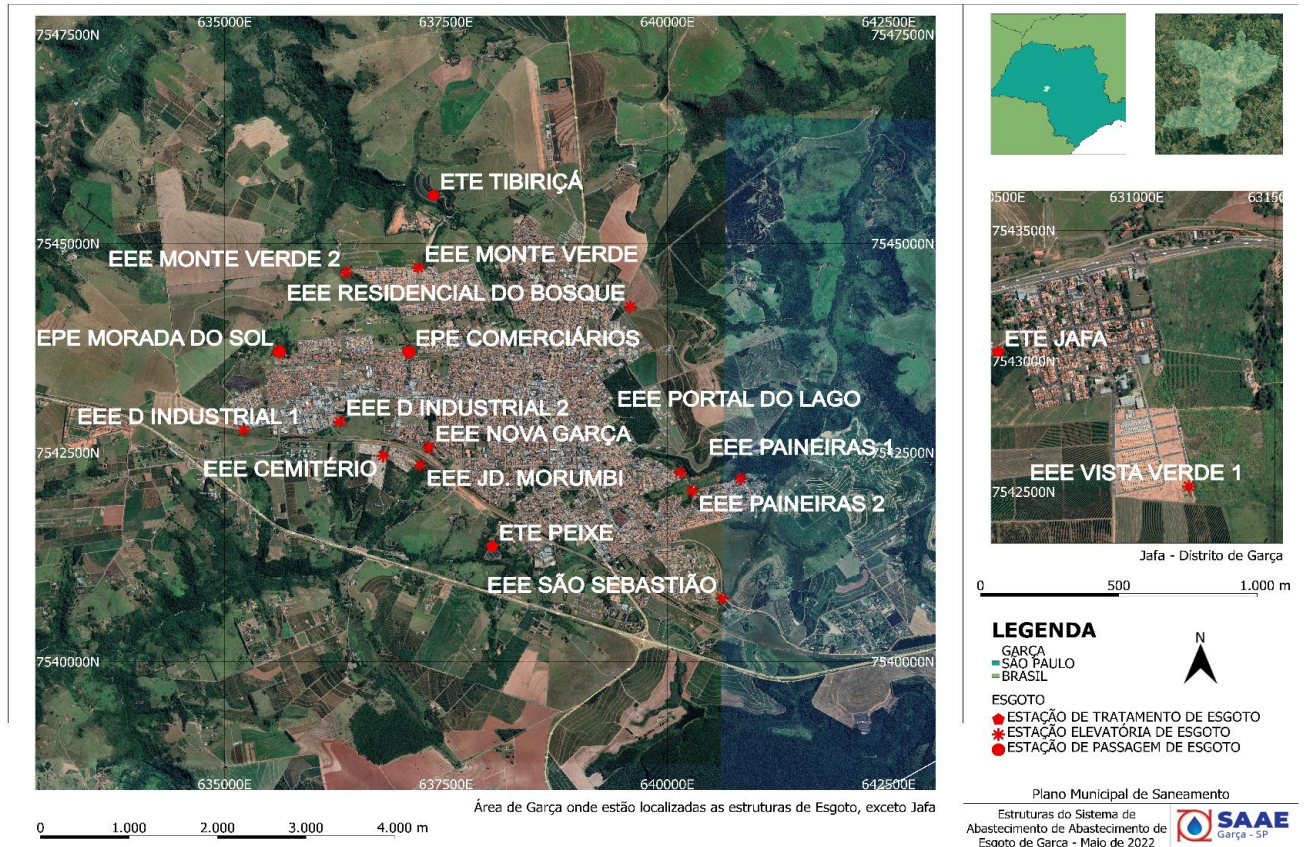 635000E
637500E
640000E
642500E
7547500N
7547500N
ETE TIBIRIÇÁ
7545000N
7545000N
EEE MONTE VERDE 2
EEE MONTE VERDE
EEE RESIDENCIAL DO BOSQUE
EPE MORADA DO SOL
EPE COMERCIÁRIOS
EEE PORTAL DO LAGO
EEE D INDUSTRIAL 1
EEE D INDUSTRIAL 2
EEE NOVA GARÇA
7542500N
7542500N
EEE PAINEIRAS 1
EEE CEMITÉRIO
EEE JD. MORUMBI
EEE PAINEIRAS 2
ETE PEIXE
EEE SÃO SEBASTIÃO
7540000N
7540000N
635000E
637500E
640000E
642500E
Área de Garça onde estão localizadas as estruturas de Esgoto, exceto Jafa
0 1.000 2.000 3.000 4.000 m
0500E
631000E
6315
7543500N
ETE JAFA
7543000N
EEE VISTA VERDE 1
7542500N
Jafa - Distrito de Garça
0 500 1.000 m
LEGENDA
GARÇA
SÃO PAULO
BRASIL
N
ESGOTO
ESTAÇÃO DE TRATAMENTO DE ESGOTO
ESTAÇÃO ELEVATÓRIA DE ESGOTO
ESTAÇÃO DE PASSAGEM DE ESGOTO
Plano Municipal de Saneamento
Estruturas do Sistema de
Abastecimento de Abastecimento de
Esgoto de Garça - Maio de 2022
SAAE
Garça - SP